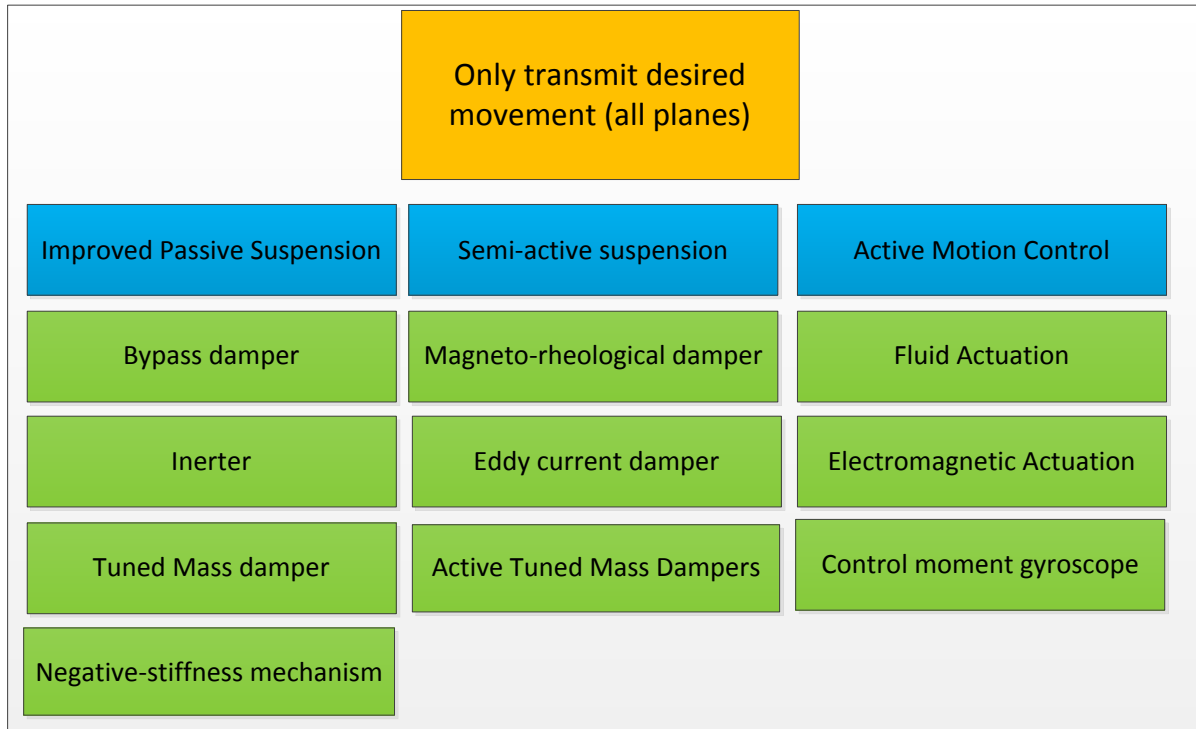 Only transmit desired
movement (all planes)
Improved Passive Suspension
Semi-active suspension
Active Motion Control
Bypass damper
Magneto-rheological damper
Fluid Actuation
Inerter
Eddy current damper
Electromagnetic Actuation
Tuned Mass damper
Active Tuned Mass Dampers
Control moment gyroscope
Negative-stiffness mechanism